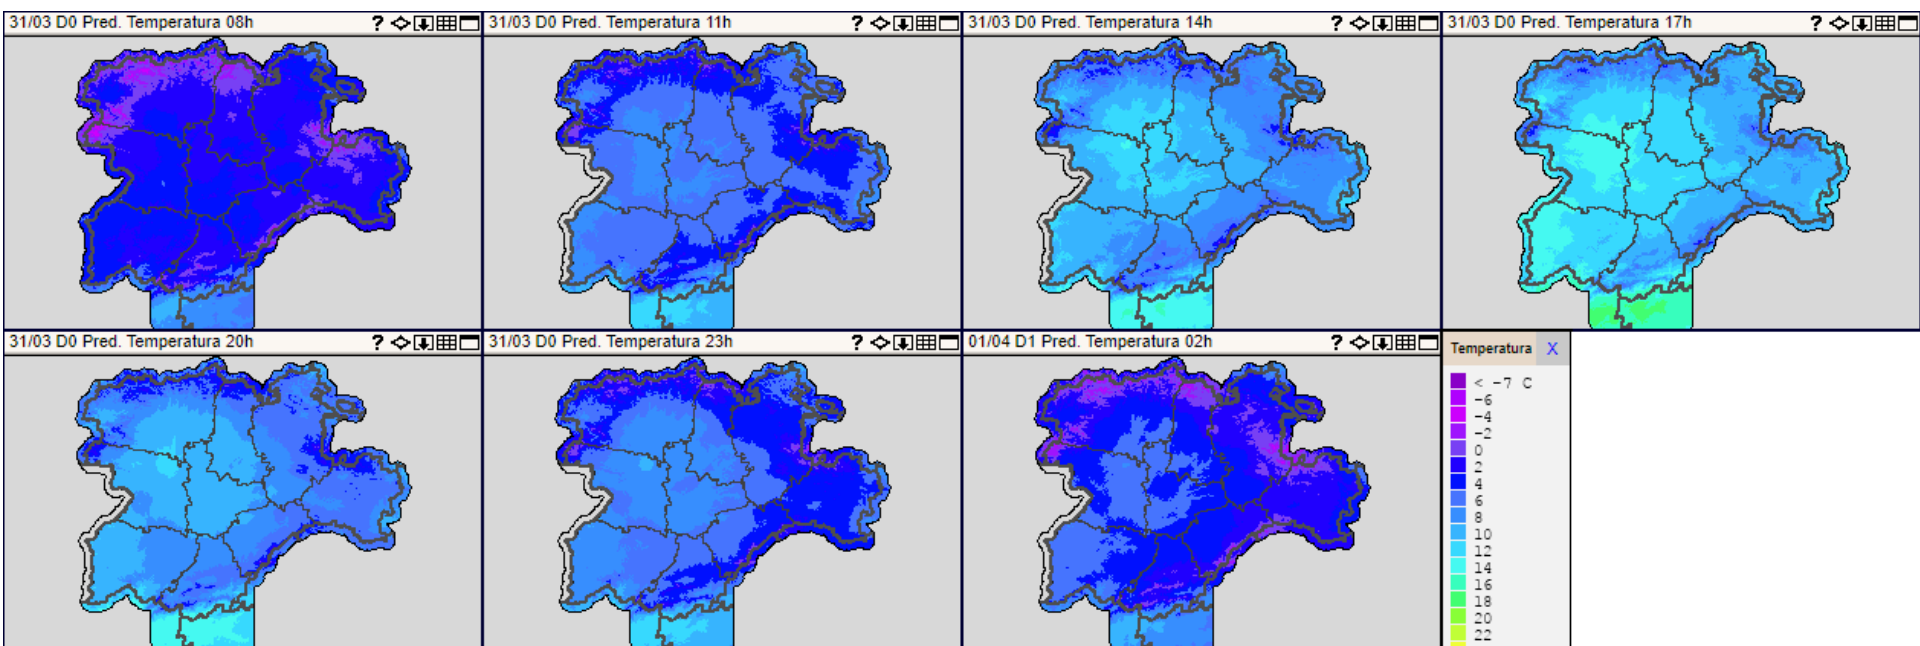 31/03 D0 Pred. Temperatura 08h ?
31/03 D0 Pred. Temperatura 11h ?
31/03 D0 Pred. Temperatura 14h ?
31/03 D0 Pred. Temperatura 17h ?
31/03 D0 Pred. Temperatura 20h ?
31/03 D0 Pred. Temperatura 23h ?
01/04 D1 Pred. Temperatura 02h ?
Temperatura X
< -7 C
-6
-4
-2
0
2
4
6
8
10
12
14
16
18
20
22